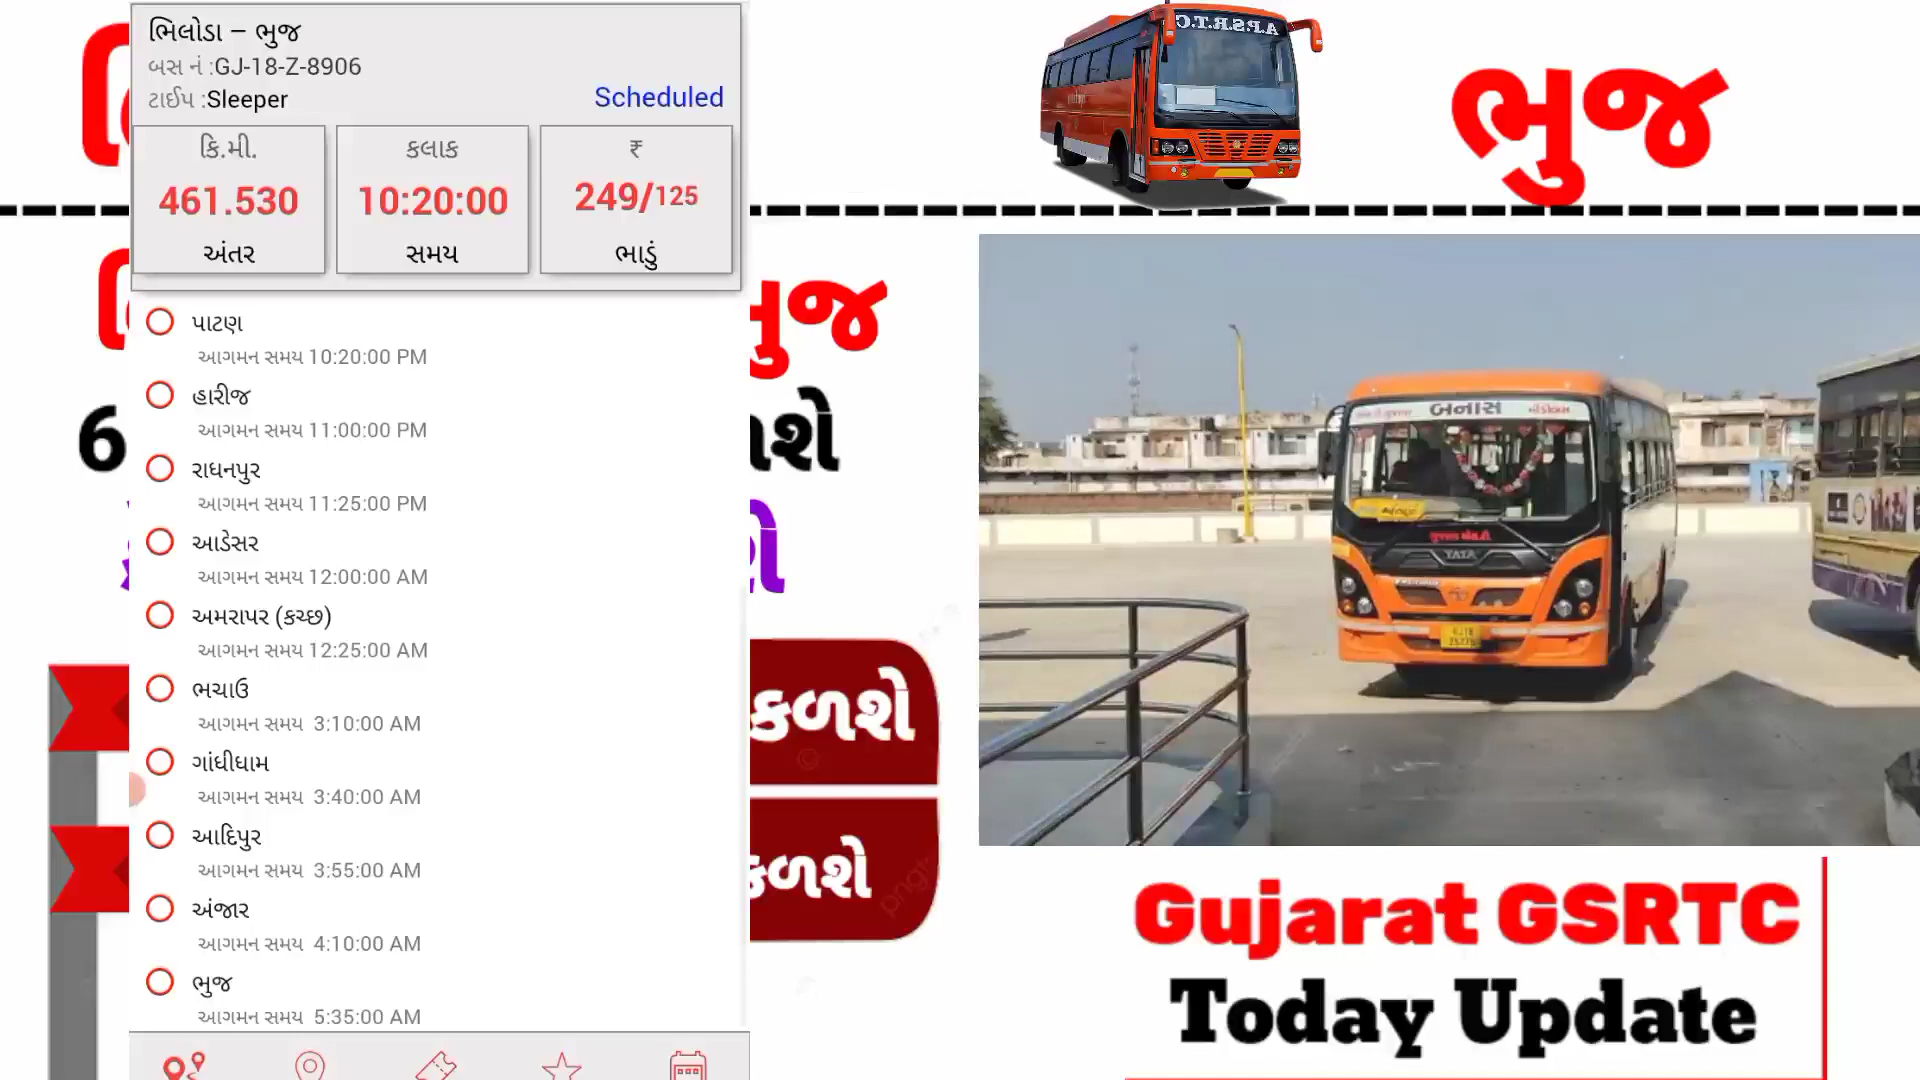 ભિલોડા – ભુજ
બસ નં :GJ-18-Z-8906
ટાઈપ :Sleeper
Scheduled
કિ.મી.
461.530
અંતર
કલાક
10:20:00
સમય
₹
249/125
ભાડું
પાટણ
આગમન સમય 10:20:00 PM
હારીજ
આગમન સમય 11:00:00 PM
રાધનપુર
આગમન સમય 11:25:00 PM
આડેસર
આગમન સમય 12:00:00 AM
અમરાપર (કચ્છ)
આગમન સમય 12:25:00 AM
ભચાઉ
આગમન સમય 3:10:00 AM
ગાંધીધામ
આગમન સમય 3:40:00 AM
આદિપુર
આગમન સમય 3:55:00 AM
અંજાર
આગમન સમય 4:10:00 AM
ભુજ
આગમન સમય 5:35:00 AM
A.P.S.R.T.C
ભુજ
ભુજ
6
ળશે
કળશે
કળશે
બનાસ
TATA
Gujarat GSRTC
Today Update